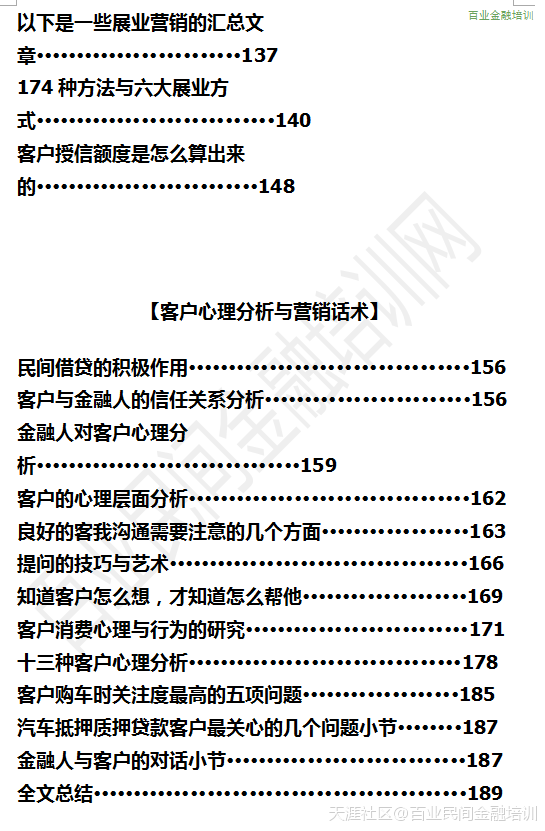 百业金融培训
以下是一些展业营销的汇总文
章••••••••••••••••••••••••••137
174 种方法与六大展业方
式••••••••••••••••••••••••••••••140
客户授信额度是怎么算出来
的••••••••••••••••••••••••••••148
【客户心理分析与营销话术】
民间借贷的积极作用•••••••••••••••••••••••••••••••••••156
客户与金融人的信任关系分析••••••••••••••••••••••••••156
金融人对客户心理分
析•••••••••••••••••••••••••••••••••159
客户的心理层面分析•••••••••••••••••••••••••••••••••••162
良好的客我沟通需要注意的几个方面•••••••••••••••••••163
提问的技巧与艺术•••••••••••••••••••••••••••••••••••••166
知道客户怎么想，才知道怎么帮他•••••••••••••••••••••169
客户消费心理与行为的研究••••••••••••••••••••••••••••171
十三种客户心理分析••••••••••••••••••••••••••••••••••178
客户购车时关注度最高的五项问题••••••••••••••••••••185
汽车抵押质押贷款客户最关心的几个问题小节••••••••187
金融人与客户的对话小节••••••••••••••••••••••••••••••187
全文总结••••••••••••••••••••••••••••••••••••••••••••••189
百业民间金融培训网
天涯社区@百业民间金融培训